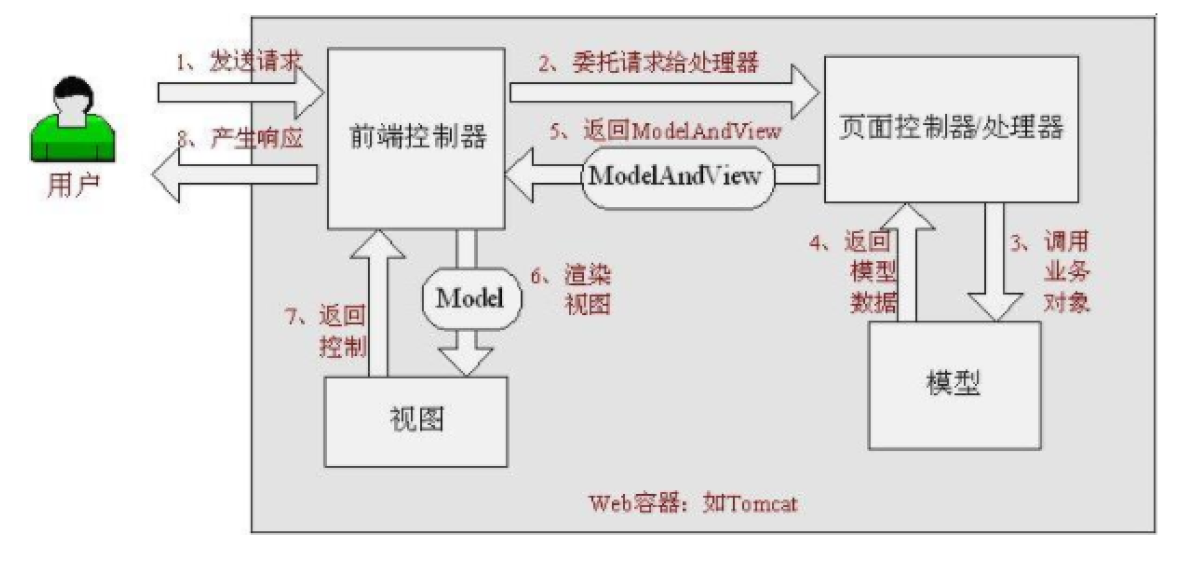 1、发送请求
2、委托请求给处理器
8、产生响应
用户
前端控制器
5、返回ModelAndView
ModelAndView
页面控制器/处理器
4、返回
模型
数据
3、调用
业务
对象
6、渲染
视图
Model
7、返回
控制
视图
模型
Web容器：如Tomcat